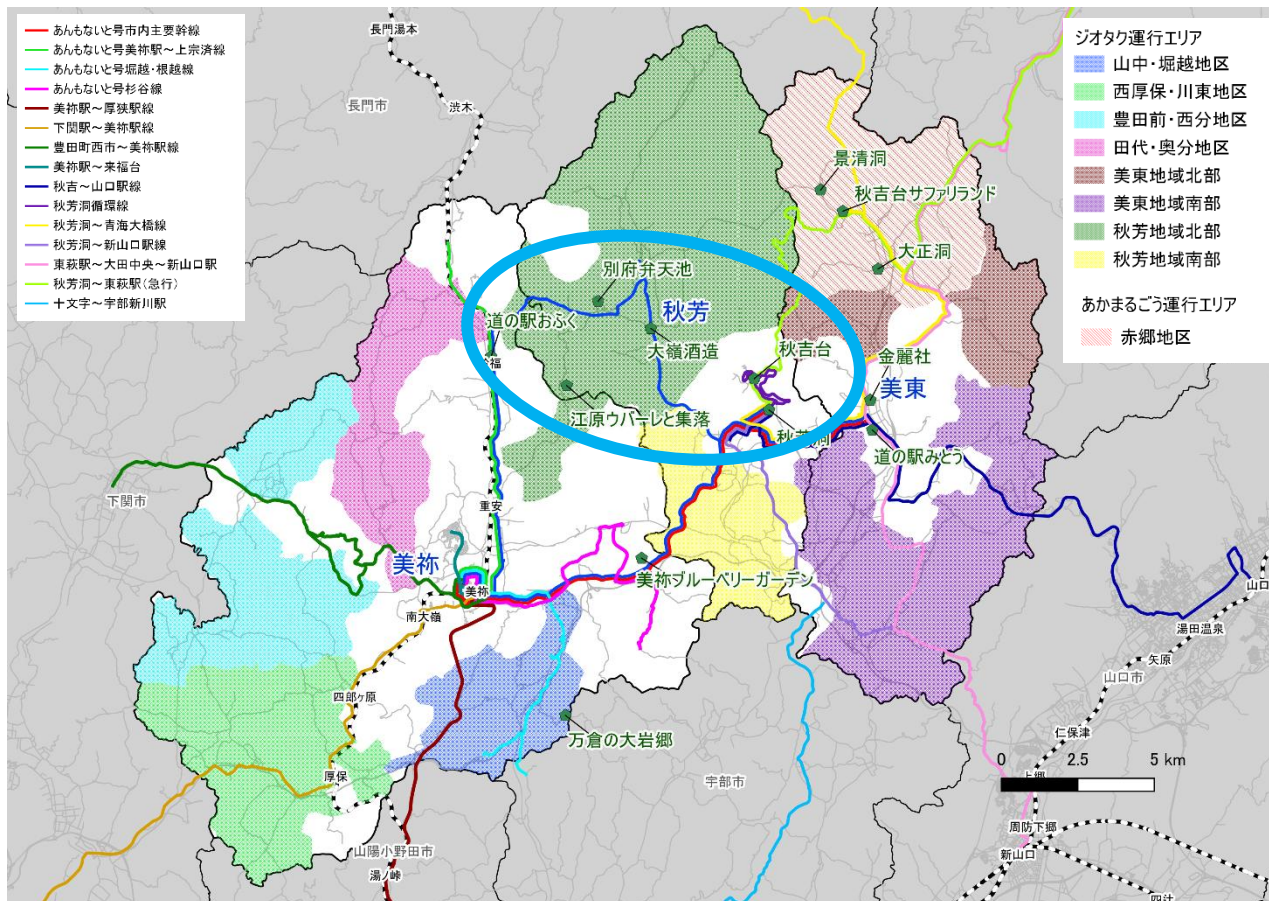 あんもないと号市内主要幹線
あんもないと号美祢駅～上宗済線
あんもないと号堀越・根越線
あんもないと号杉谷線
美祢駅～厚狭駅線
下関駅～美祢駅線
豊田町西市～美祢駅線
美祢駅～来福台
秋吉～山口駅線
秋芳洞循環線
秋芳洞～青海大橋線
秋芳洞～新山口駅線
東萩駅～大田中央～新山口駅
秋芳洞～東萩駅(急行)
十文字～宇部新川駅
ジオタク運行エリア
山中・堀越地区
西厚保・川東地区
豊田前・西分地区
田代・奥分地区
美東地域北部
美東地域南部
秋芳地域北部
秋芳地域南部
あかまるごう運行エリア
赤郷地区
長門湯本
長門市
渋木
景清洞
秋吉台サファリランド
大正洞
別府弁天池
秋芳
道の駅おふく
大嶺酒造
福
秋吉台
金麗社
美東
江原ウバーレと集落
秋芳洞
道の駅みとう
下関市
重安
美祢
美祢
美祢ブルーベリーガーデン
南大嶺
山口
湯田温泉
矢原
山口市
四郎ヶ原
万倉の大岩郷
仁保津
宇部市
0 2.5 5 km
上郷
厚保
周防下郷
山陽小野田市
新山口
湯ノ峠
四辻